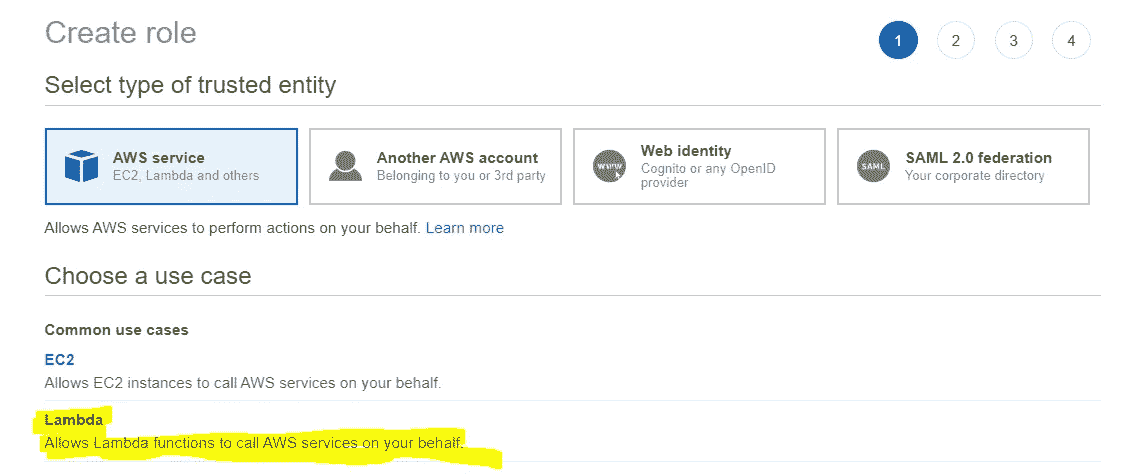 Create role
1 2 3 4
Select type of trusted entity
AWS service
EC2, Lambda and others
Another AWS account
Belonging to you or 3rd party
Web identity
Cognito or any OpenID
provider
SAML
SAML 2.0 federation
Your corporate directory
www
Allows AWS services to perform actions on your behalf. Learn more
Choose a use case
Common use cases
EC2
Allows EC2 instances to call AWS services on your behalf.
Lambda
Allows Lambda functions to call AWS services on your behalf.